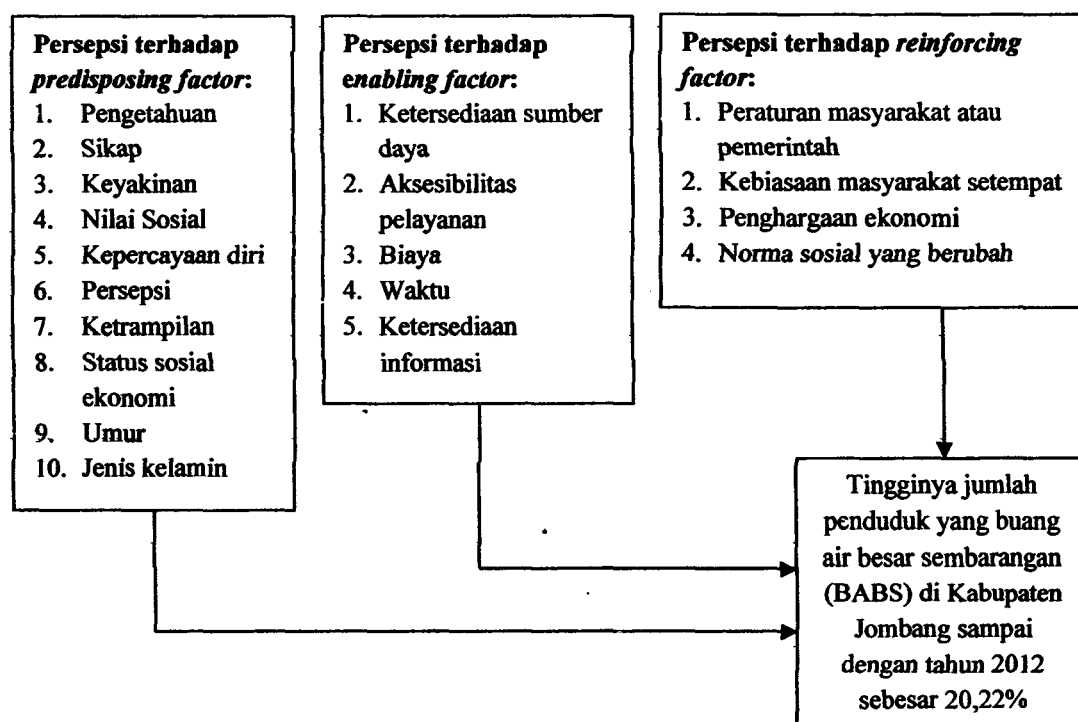 Persepsi terhadap
predisposing factor:
1. Pengetahuan
2. Sikap
3. Keyakinan
4. Nilai Sosial
5. Kepercayaan diri
6. Persepsi
7. Ketrampilan
8. Status sosial
ekonomi
9. Umur
10. Jenis kelamin
Persepsi terhadap
enabling factor:
1. Ketersediaan sumber
daya
2. Aksesibilitas
pelayanan
3. Biaya
4. Waktu
5. Ketersediaan
informasi
Persepsi terhadap reinforcing
factor:
1. Peraturan masyarakat atau
pemerintah
2. Kebiasaan masyarakat setempat
3. Penghargaan ekonomi
4. Norma sosial yang berubah
Tingginya jumlah
penduduk yang buang
air besar sembarangan
(BABS) di Kabupaten
Jombang sampai
dengan tahun 2012
sebesar 20,22%